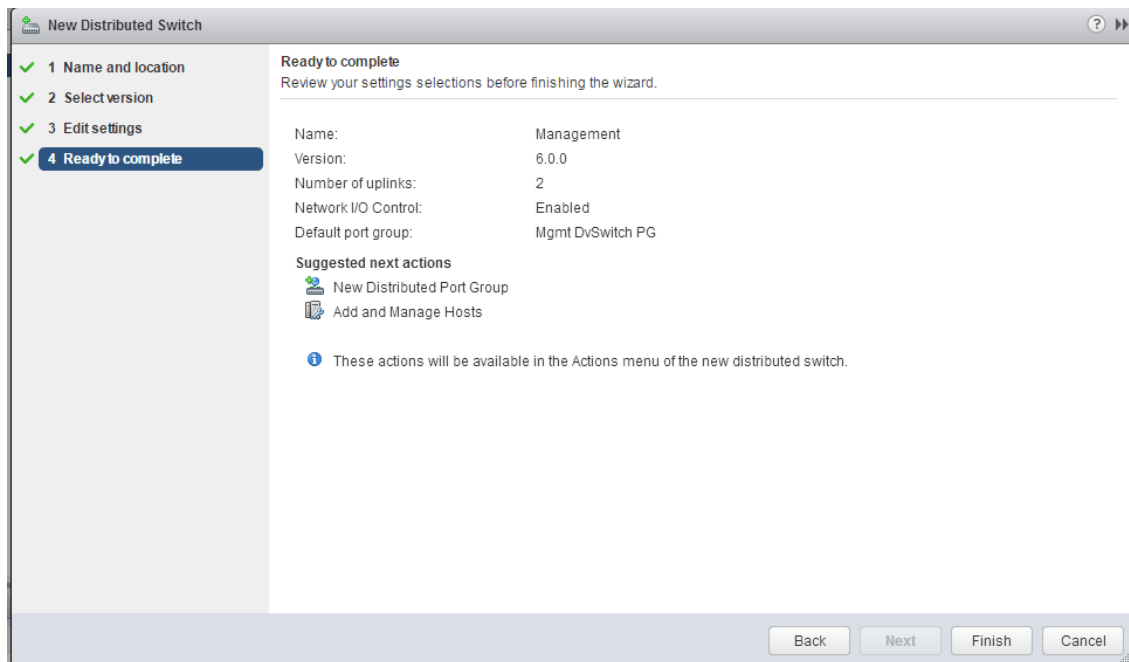 New Distributed Switch
1 Name and location
2 Select version
3 Edit settings
4 Ready to complete
Ready to complete
Review your settings selections before finishing the wizard.
Name: Management
Version: 6.0.0
Number of uplinks: 2
Network I/O Control: Enabled
Default port group: Mgmt DvSwitch PG
Suggested next actions
New Distributed Port Group
Add and Manage Hosts
These actions will be available in the Actions menu of the new distributed switch.
Back Next Finish Cancel